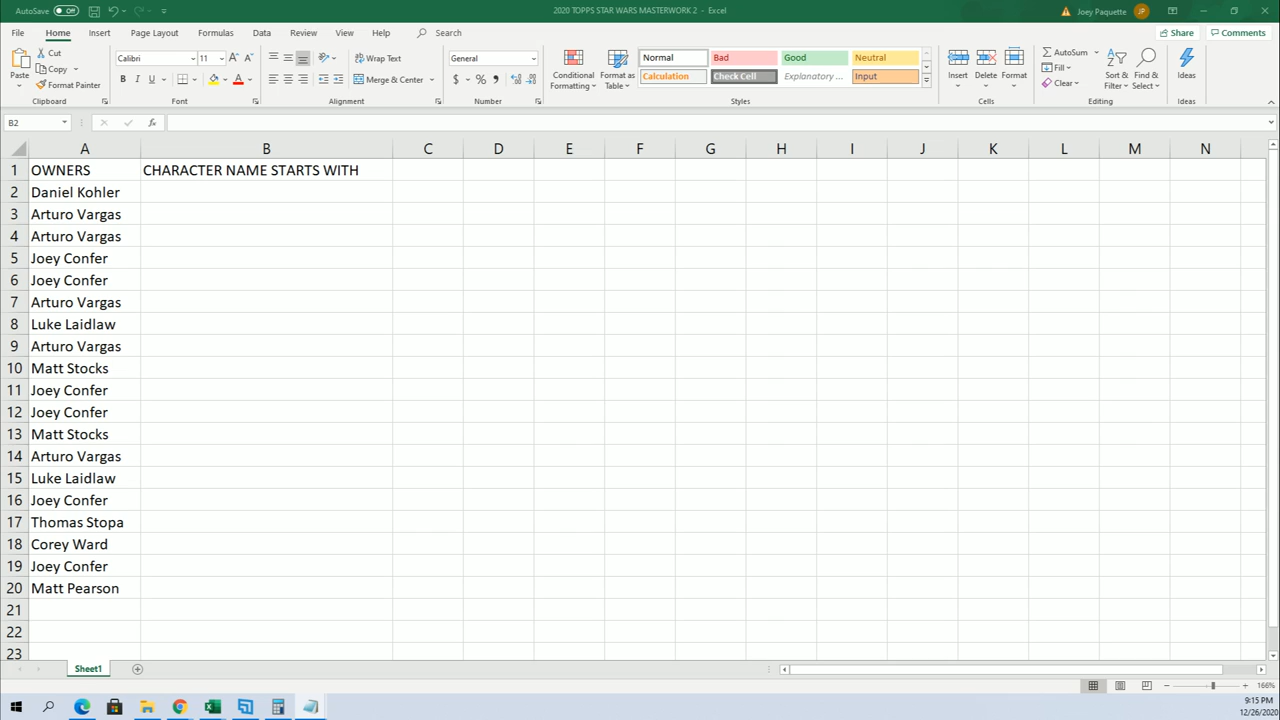 AutoSave Off 2020 TOPPS STAR WARS MASTERWORK 2 - Excel Joey Paquette JP
File Home Insert Page Layout Formulas Data Review View Help Search Share Comments
Paste Cut Copy Format Painter Clipboard
Calibri 11 B I U A Font
Wrap Text Merge & Center Alignment
General $ % Number
Conditional Formatting Format as Table
Normal Bad Good Neutral
Calculation Check Cell Explanatory ... Input
Styles
Insert Delete Format Cells
AutoSum Fill Clear Sort & Filter Find & Select Editing
Ideas Ideas
B2 fx
A B C D E F G H I J K L M N
1 OWNERS CHARACTER NAME STARTS WITH
2 Daniel Kohler
3 Arturo Vargas
4 Arturo Vargas
5 Joey Confer
6 Joey Confer
7 Arturo Vargas
8 Luke Laidlaw
9 Arturo Vargas
10 Matt Stocks
11 Joey Confer
12 Joey Confer
13 Matt Stocks
14 Arturo Vargas
15 Luke Laidlaw
16 Joey Confer
17 Thomas Stopa
18 Corey Ward
19 Joey Confer
20 Matt Pearson
21
22
23
Sheet1
166%
9:15 PM
12/26/2020